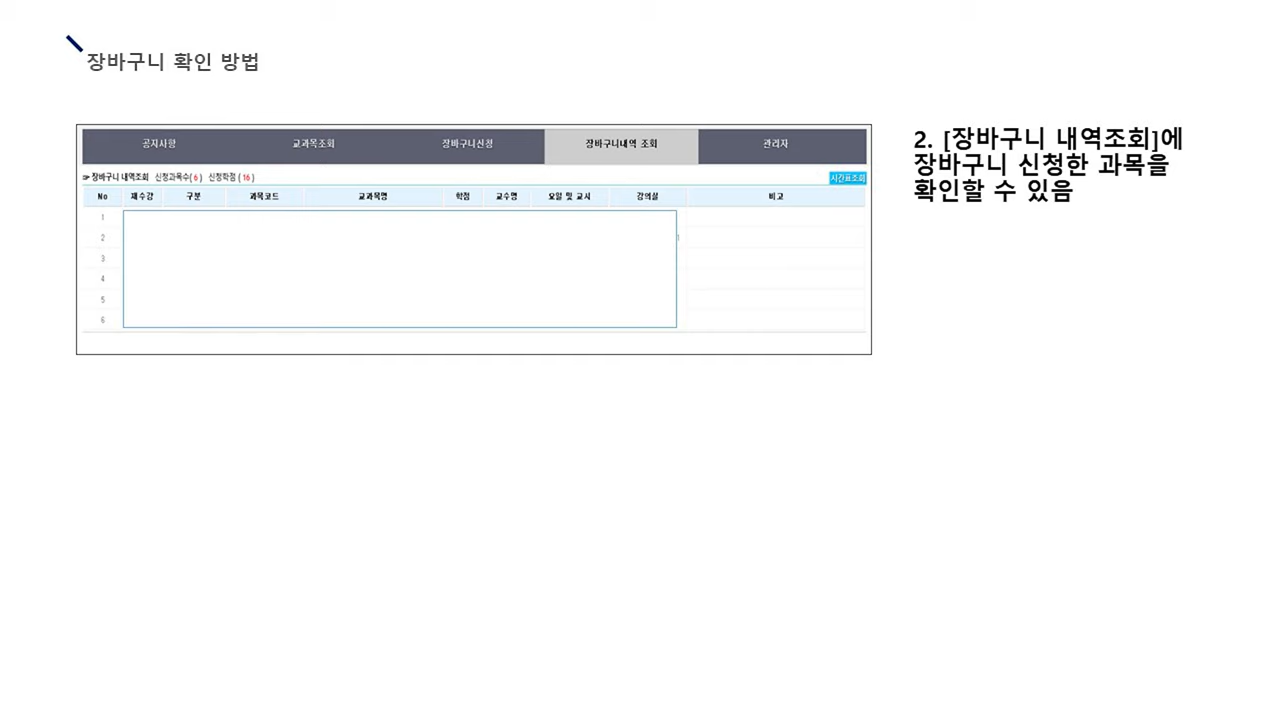 장바구니 확인 방법
공지사항 교과목조회 장바구니신청 장바구니내역 조회 관리자
☞ 장바구니 내역조회 신청과목수( 6 ) 신청학점 ( 16 ) 시간표조회
No 재수강 구분 과목코드 교과목명 학점 교수명 요일 및 교시 강의실 비고
1
2
3
4
5
6
2. [장바구니 내역조회]에
장바구니 신청한 과목을
확인할 수 있음